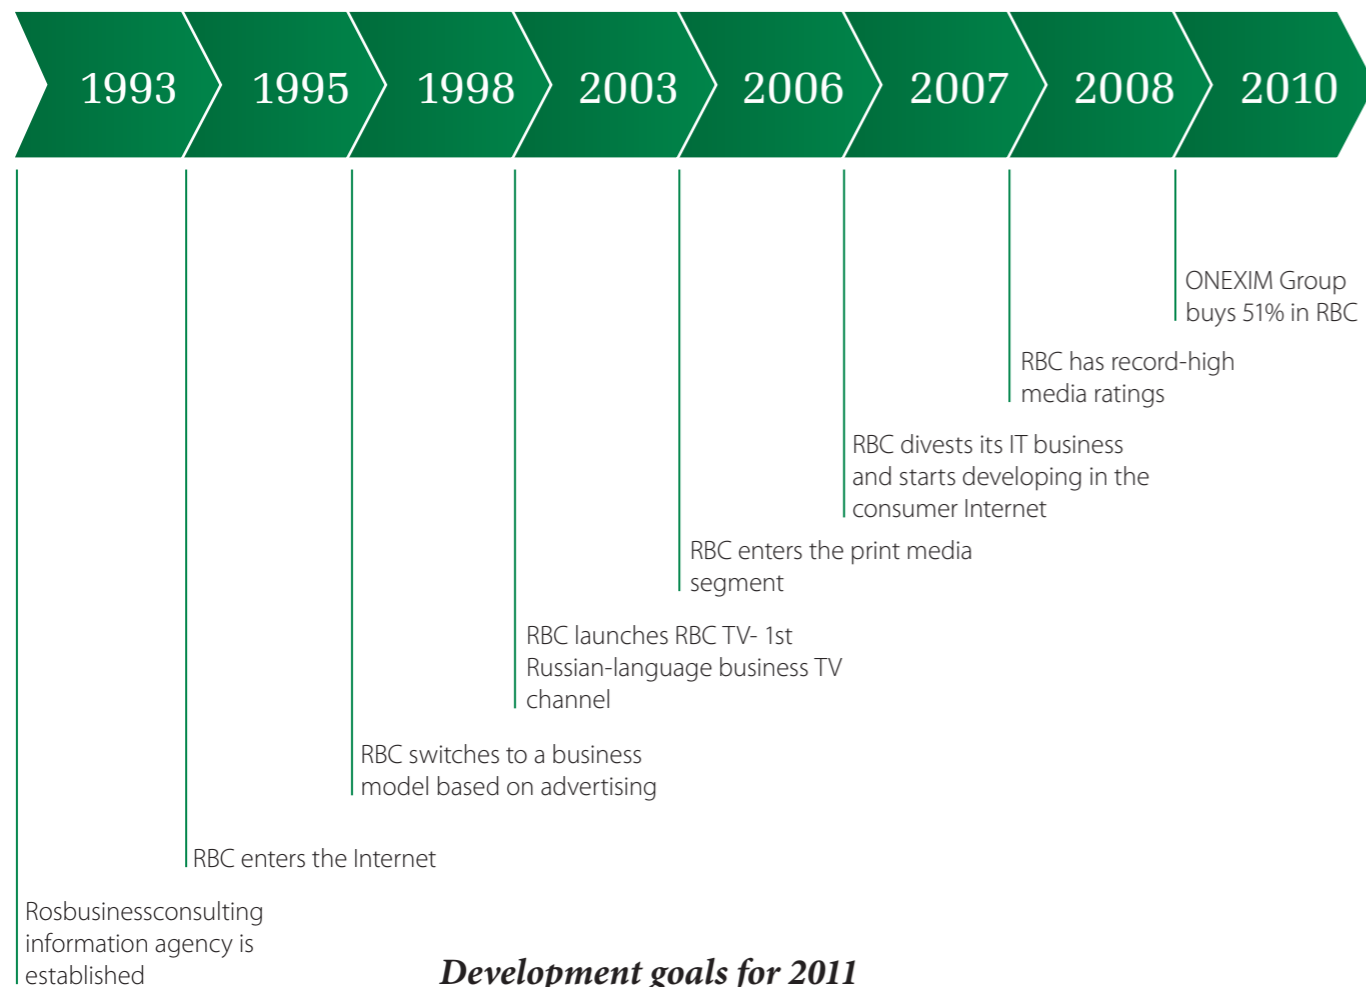 1993 1995 1998 2003 2006 2007 2008 2010
ONEXIM Group
buys 51% in RBC
RBC has record-high
media ratings
RBC divests its IT business
and starts developing in the
consumer Internet
RBC enters the print media
segment
RBC launches RBC TV- 1st
Russian-language business TV
channel
RBC switches to a business
model based on advertising
RBC enters the Internet
Rosbusinessconsulting
information agency is
established
Development goals for 2011